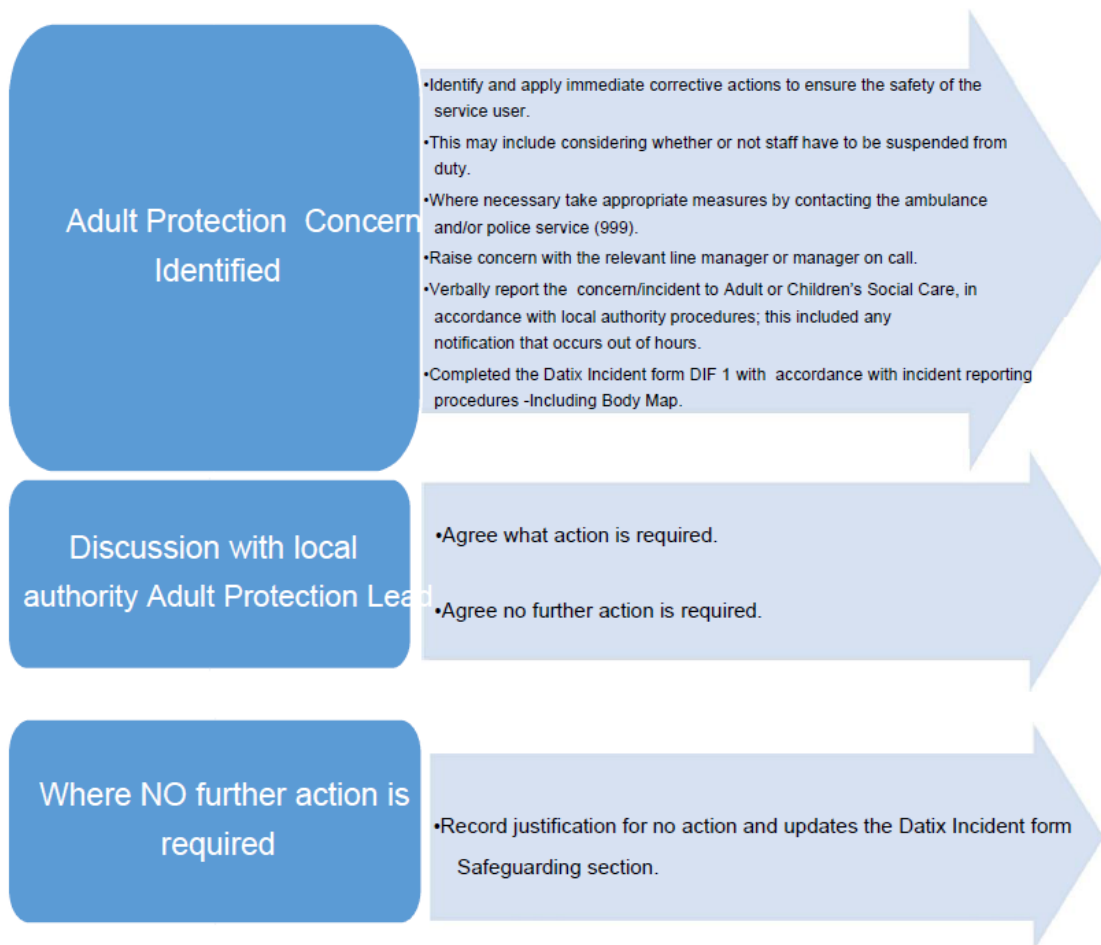 Adult Protection  Concern
Identified
•Identify and apply immediate corrective actions to ensure the safety of the
service user.
•This may include considering whether or not staff have to be suspended from
duty.
•Where necessary take appropriate measures by contacting the ambulance
and/or police service (999).
•Raise concern with the relevant line manager or manager on call.
•Verbally report the  concern/incident to Adult or Children's Social Care, in
accordance with local authority procedures; this included any
notification that occurs out of hours.
•Completed the Datix Incident form DIF 1 with  accordance with incident reporting
procedures -Including Body Map.
Discussion with local
authority Adult Protection Lead
•Agree what action is required.
•Agree no further action is required.
Where NO further action is
required
•Record justification for no action and updates the Datix Incident form
Safeguarding section.